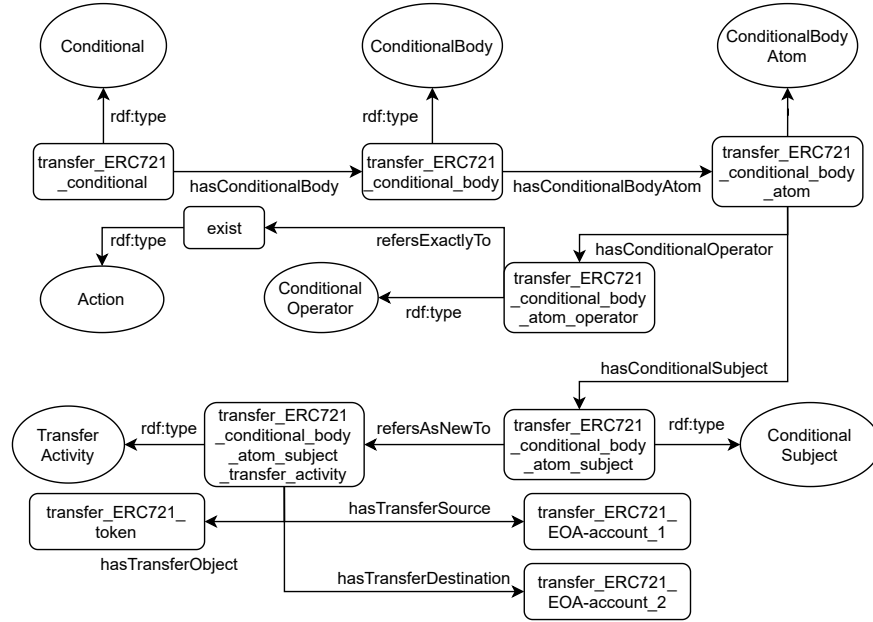 Conditional
ConditionalBody
ConditionalBody
Atom
rdf:type
rdf:type
transfer_ERC721
_conditional
hasConditionalBody
transfer_ERC721
_conditional_body
hasConditionalBodyAtom
transfer_ERC721
_conditional_body
_atom
rdf:type
exist
refersExactlyTo
hasConditionalOperator
Action
Conditional
Operator
rdf:type
transfer_ERC721
_conditional_body
_atom_operator
hasConditionalSubject
Transfer
Activity
rdf:type
transfer_ERC721
_conditional_body
_atom_subject
_transfer_activity
refersAsNewTo
transfer_ERC721
_conditional_body
_atom_subject
rdf:type
Conditional
Subject
transfer_ERC721_
token
hasTransferObject
hasTransferSource
transfer_ERC721_
EOA-account_1
hasTransferDestination
transfer_ERC721_
EOA-account_2